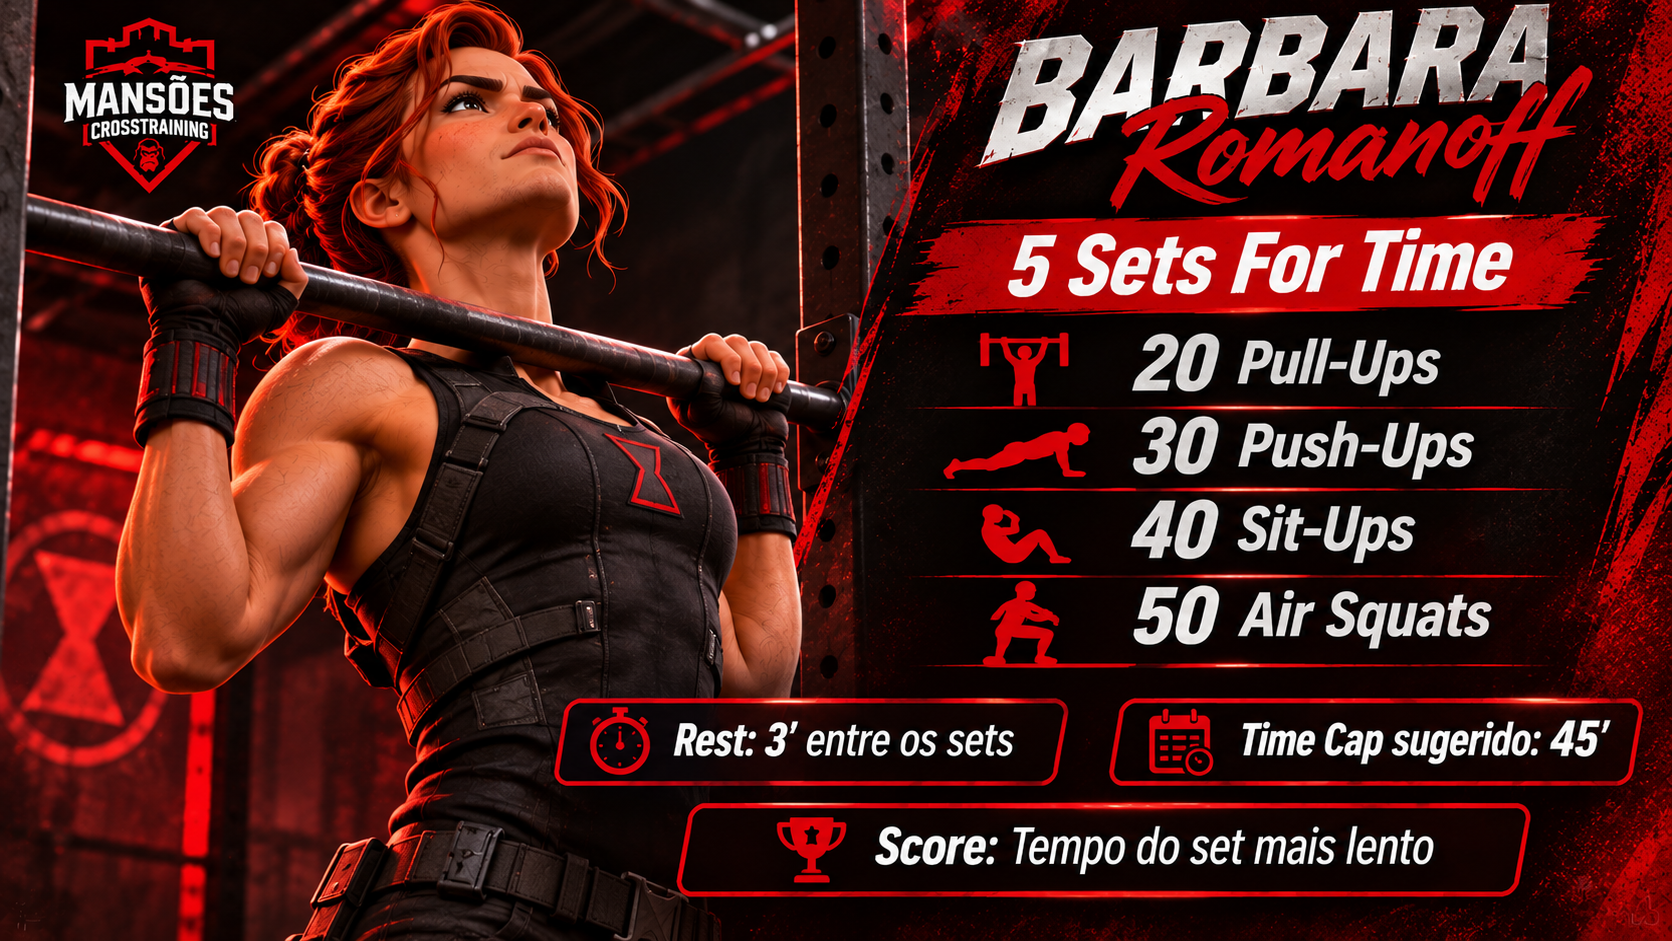 MANSÕES
CROSSTRAINING
BARBARA
Romanoff
5 Sets For Time
20 Pull-Ups
30 Push-Ups
40 Sit-Ups
50 Air Squats
Rest: 3’ entre os sets
Time Cap sugerido: 45’
Score: Tempo do set mais lento